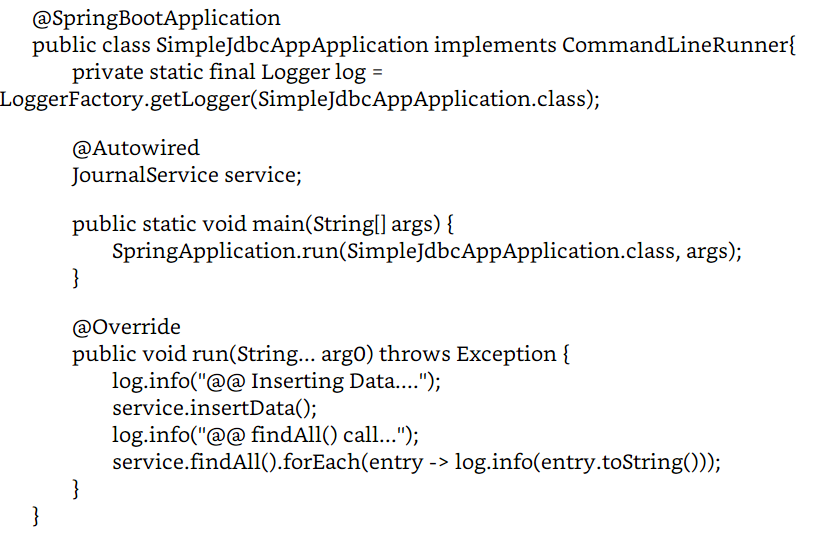 @SpringBootApplication
public class SimpleJdbcAppApplication implements CommandLineRunner{
private static final Logger log =
LoggerFactory.getLogger(SimpleJdbcAppApplication.class);
@Autowired
JournalService service;
public static void main(String[] args) {
SpringApplication.run(SimpleJdbcAppApplication.class, args);
}
@Override
public void run(String... arg0) throws Exception {
log.info("@@ Inserting Data....");
service.insertData();
log.info("@@ findAll() call...");
service.findAll().forEach(entry -> log.info(entry.toString()));
}
}